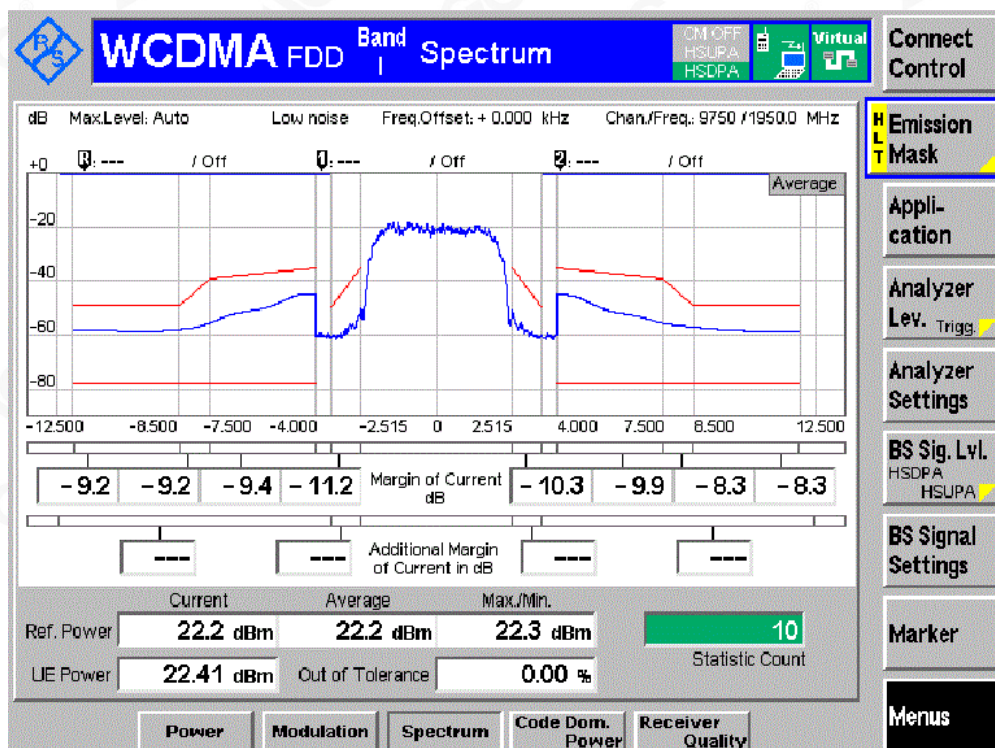 R&S
WCDMA FDD Band I Spectrum
CM OFF
HSUPA
HSDPA
Virtual
Connect Control
dB Max.Level: Auto Low noise Freq.Offset: + 0.000 kHz Chan./Freq.: 9750 / 1950.0 MHz
R: --- / Off 1: --- / Off 2: --- / Off
Average
+0
-20
-40
-60
-80
-12.500 -8.500 -7.500 -4.000 -2.515 0 2.515 4.000 7.500 8.500 12.500
-9.2 -9.2 -9.4 -11.2 Margin of Current dB -10.3 -9.9 -8.3 -8.3
--- --- Additional Margin of Current in dB --- ---
Current Average Max./Min.
Ref. Power 22.2 dBm 22.2 dBm 22.3 dBm 10
Statistic Count
UE Power 22.41 dBm Out of Tolerance 0.00 %
Power Modulation Spectrum Code Dom. Power Receiver Quality
HLT
Emission Mask
Appli-
cation
Analyzer
Lev. Trigg.
Analyzer
Settings
BS Sig. Lvl.
HSDPA
HSUPA
BS Signal
Settings
Marker
Menus